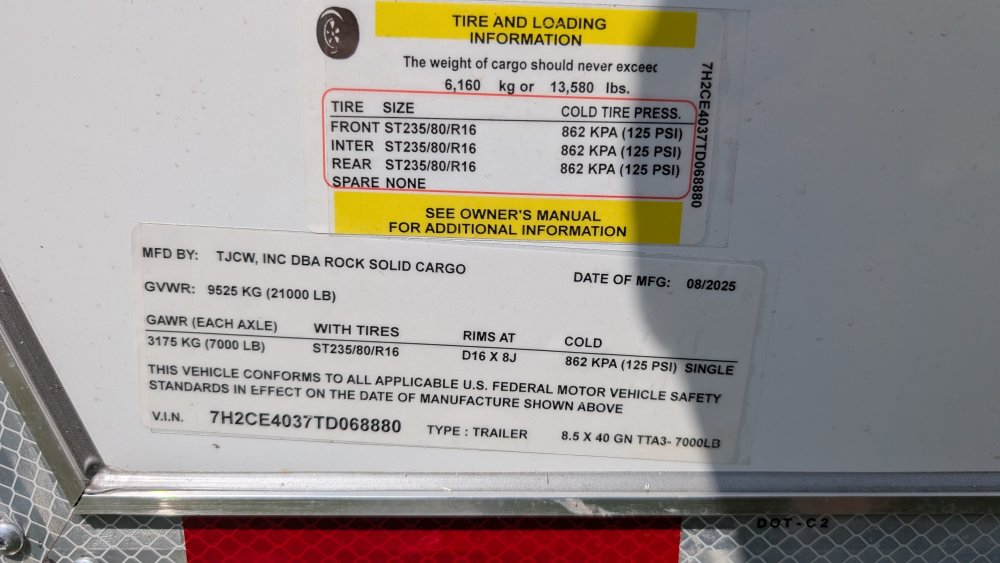 TIRE AND LOADING
INFORMATION
The weight of cargo should never exceed
6,160 kg or 13,580 lbs.
TIRE SIZE COLD TIRE PRESS.
FRONT ST235/80/R16 862 KPA (125 PSI)
INTER ST235/80/R16 862 KPA (125 PSI)
REAR ST235/80/R16 862 KPA (125 PSI)
SPARE NONE
SEE OWNER'S MANUAL
FOR ADDITIONAL INFORMATION
7H2CE4037TD068880
MFD BY: TJCW, INC DBA ROCK SOLID CARGO DATE OF MFG: 08/2025
GVWR: 9525 KG (21000 LB)
GAWR (EACH AXLE) WITH TIRES RIMS AT COLD
3175 KG (7000 LB) ST235/80/R16 D16 X 8J 862 KPA (125 PSI) SINGLE
THIS VEHICLE CONFORMS TO ALL APPLICABLE U.S. FEDERAL MOTOR VEHICLE SAFETY
STANDARDS IN EFFECT ON THE DATE OF MANUFACTURE SHOWN ABOVE
V.I.N. 7H2CE4037TD068880 TYPE : TRAILER 8.5 X 40 GN TTA3- 7000LB
DOT-C2